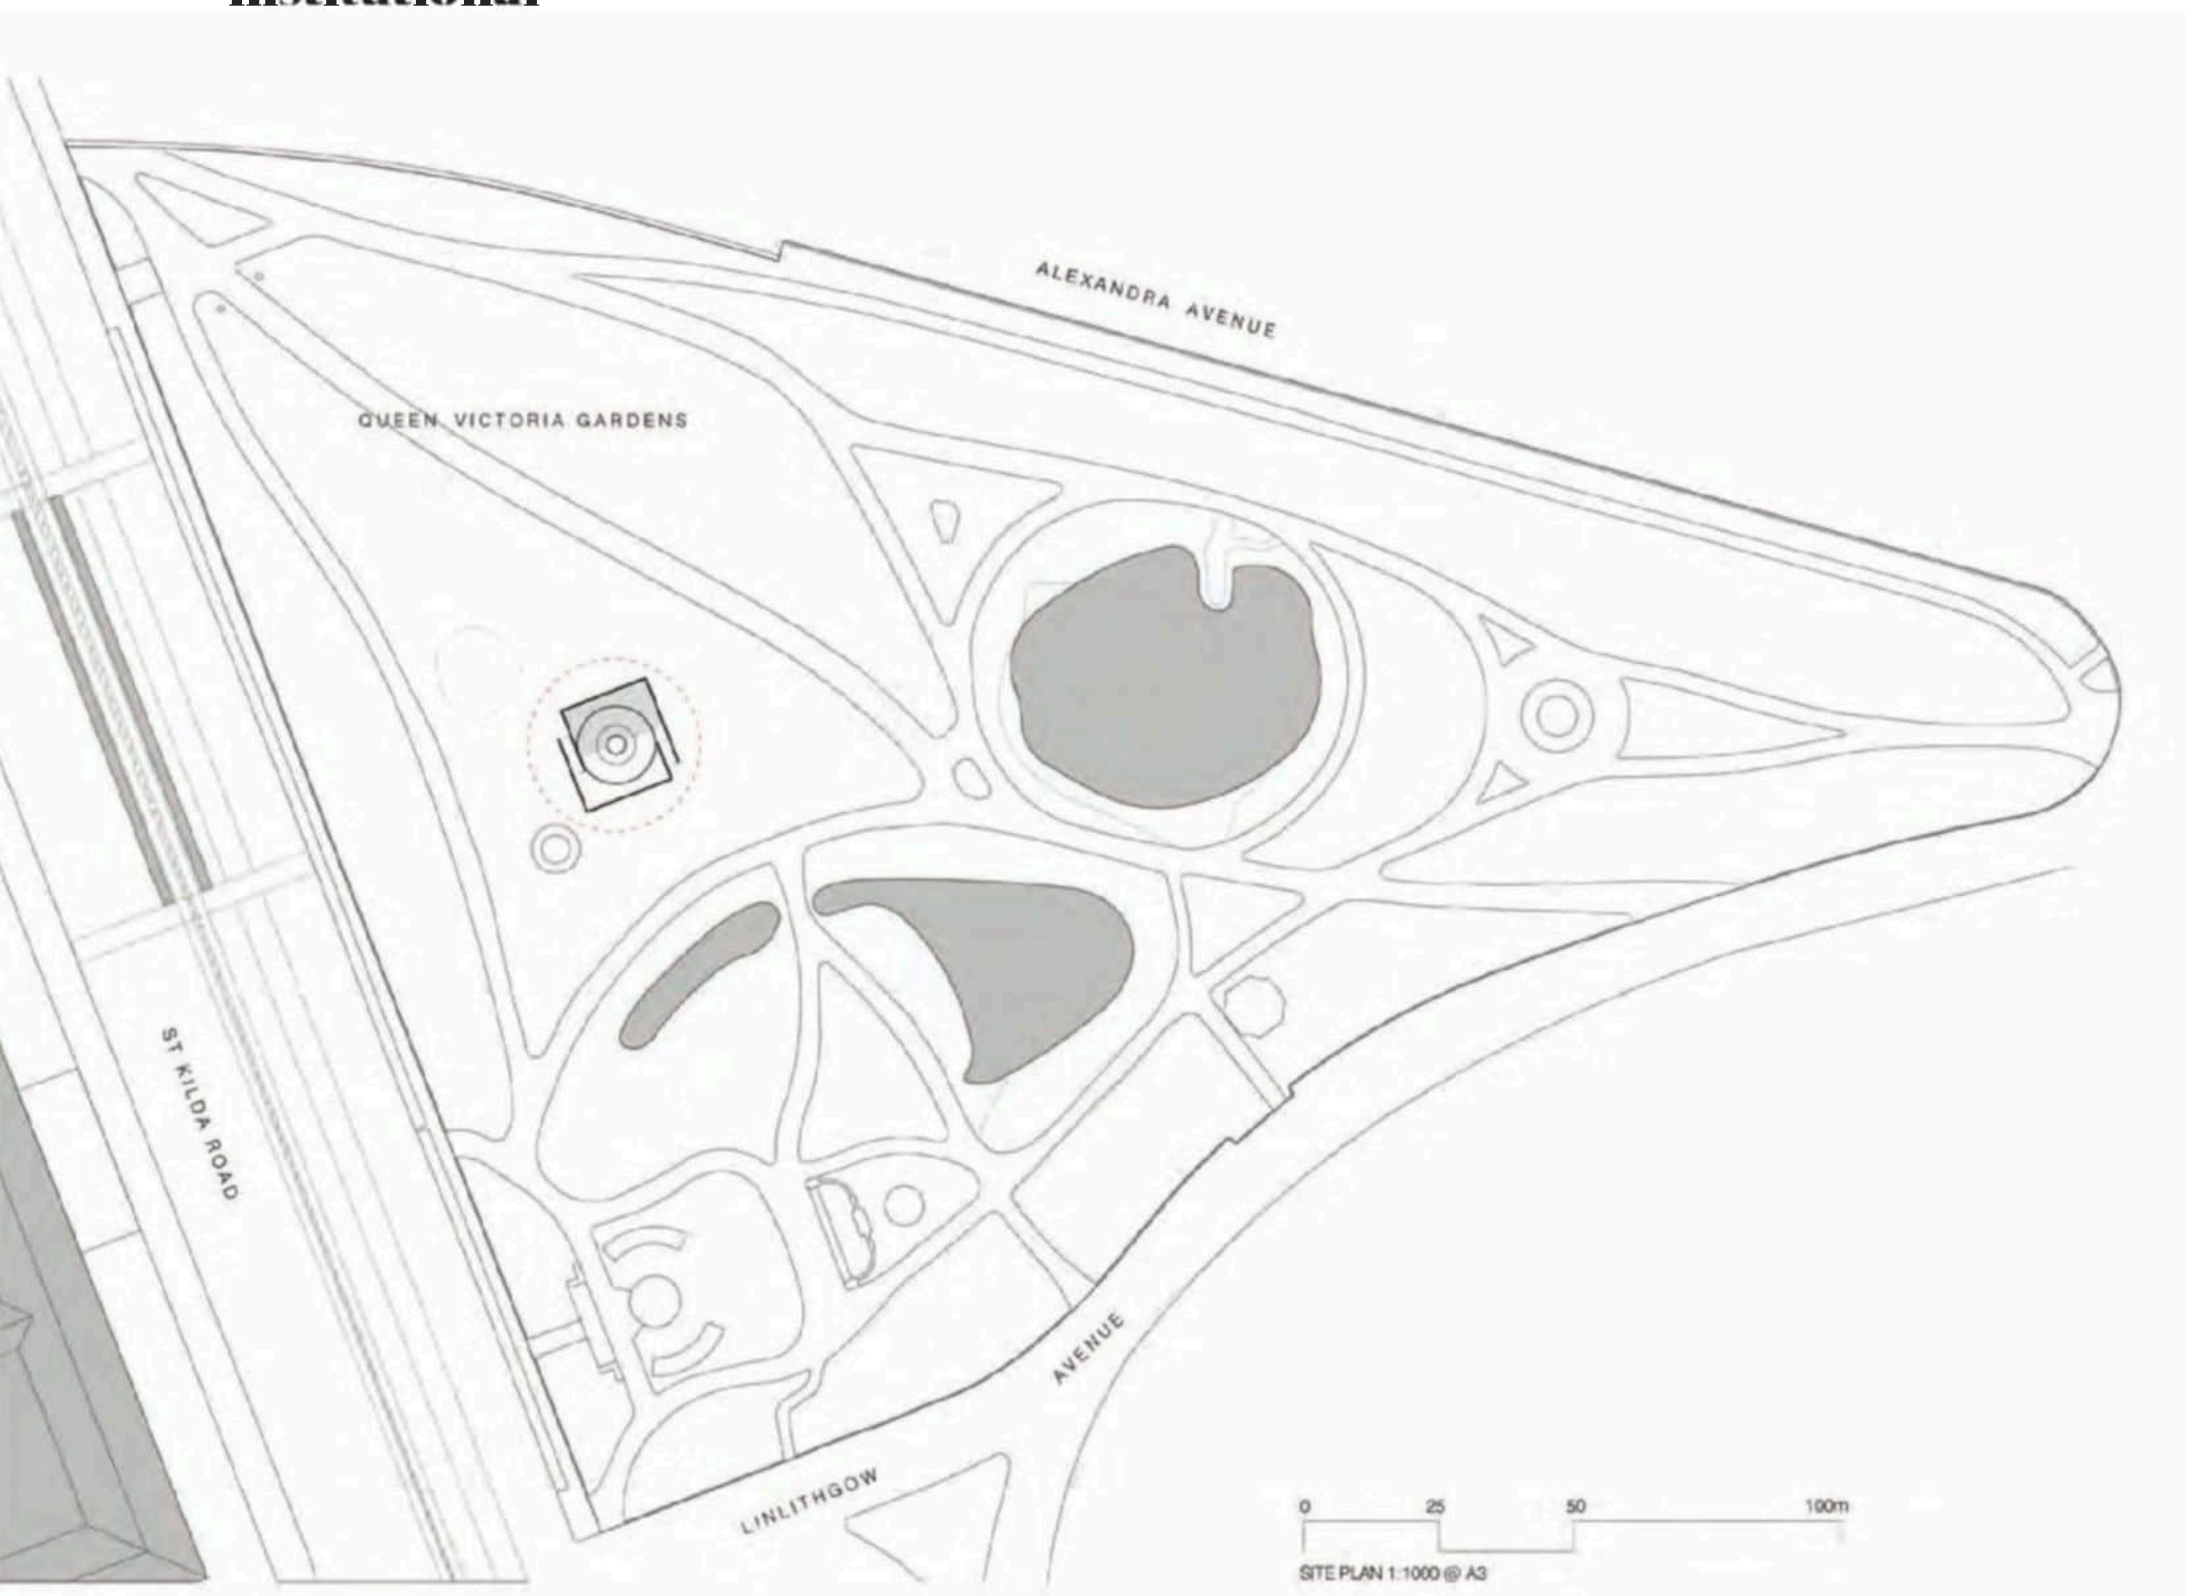 Institutional
ALEXANDRA AVENUE
QUEEN VICTORIA GARDENS
ST KILDA ROAD
AVENUE
LINLITHGOW
0 25 50 100m
SITE PLAN 1:1000 @ A3